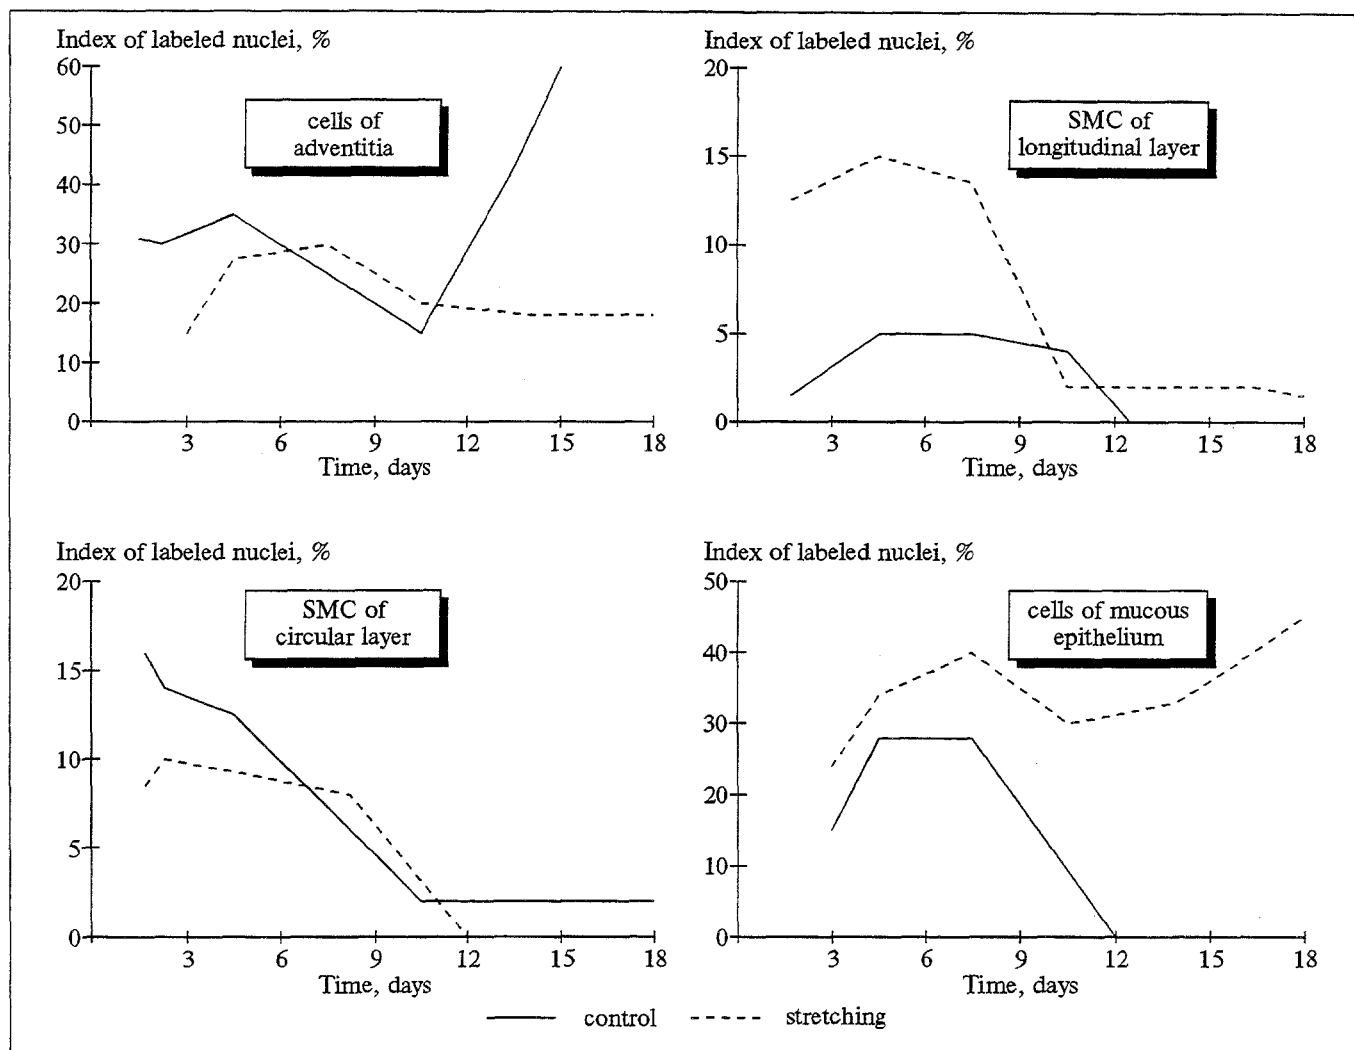 Index of labeled nuclei, %
60
50
40
30
20
10
0
cells of
adventitia
3 6 9 12 15 18
Time, days
Index of labeled nuclei, %
20
15
10
5
0
SMC of
longitudinal layer
3 6 9 12 15 18
Time, days
Index of labeled nuclei, %
20
15
10
5
0
SMC of
circular layer
3 6 9 12 15 18
Time, days
Index of labeled nuclei, %
50
40
30
20
10
0
cells of mucous
epithelium
3 6 9 12 15 18
Time, days
control stretching